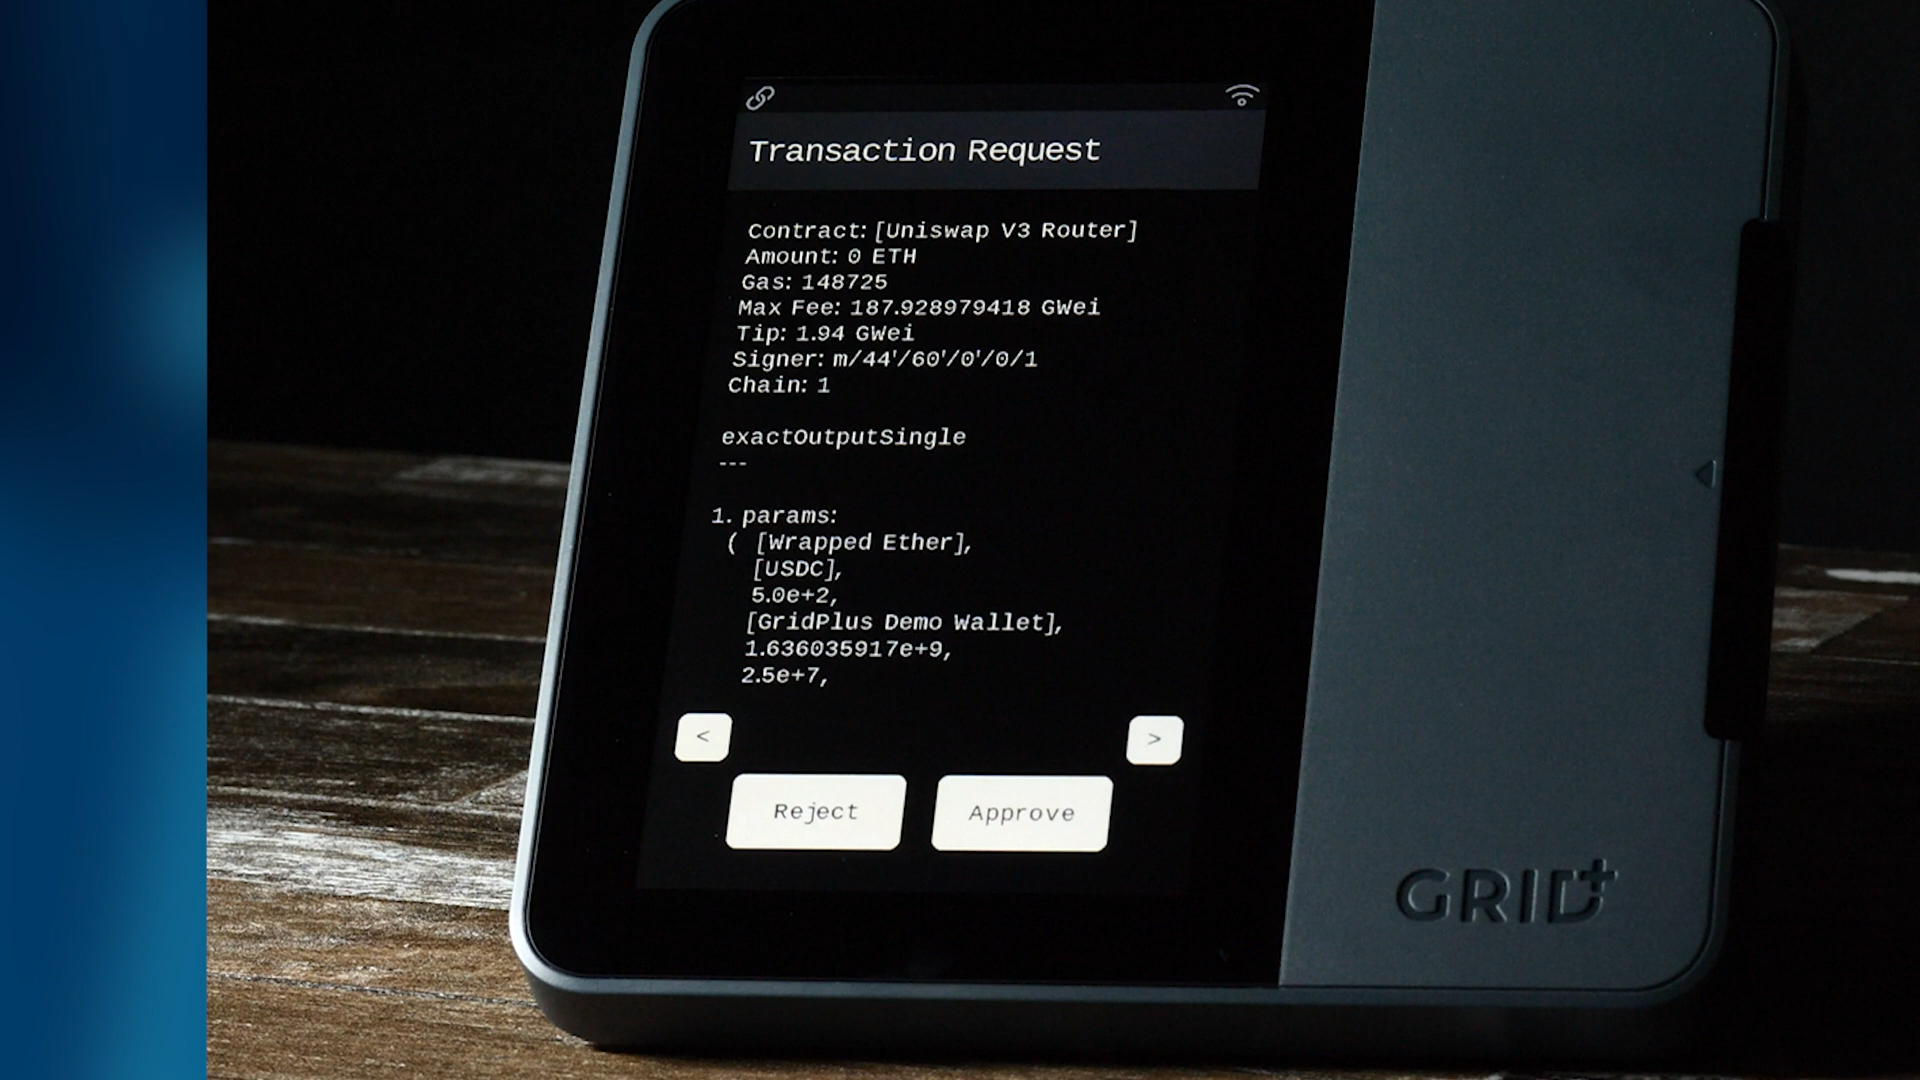 Transaction Request
Contract: [Uniswap V3 Router]
Amount: 0 ETH
Gas: 148725
Max Fee: 187.928979418 GWei
Tip: 1.94 GWei
Signer: m/44'/60'/0'/0/1
Chain: 1
exactOutputSingle
---
1. params:
( [Wrapped Ether],
[USDC],
5.0e+2,
[GridPlus Demo Wallet],
1.636035917e+9,
2.5e+7,
< >
Reject Approve
GRID+